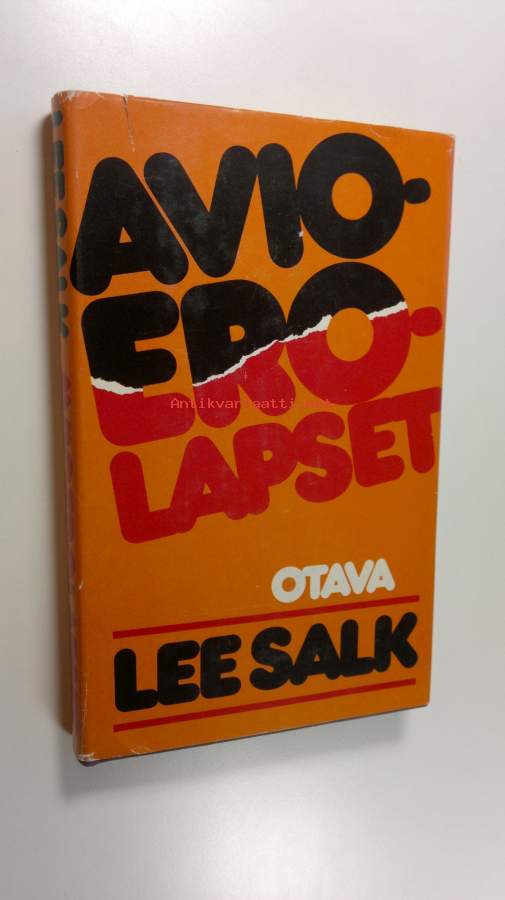 AVIO-
ERO-
LAPSET
OTAVA
LEE SALK